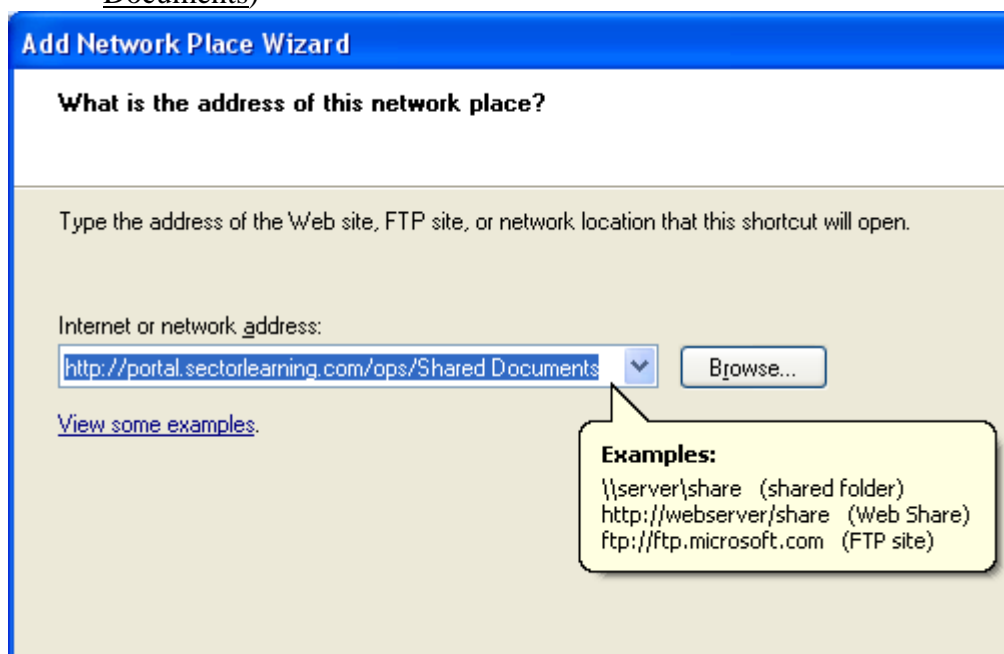 Documents)
Add Network Place Wizard
What is the address of this network place?
Type the address of the Web site, FTP site, or network location that this shortcut will open.
Internet or network address:
http://portal.sectorlearning.com/ops/Shared Documents
Browse...
View some examples.
Examples:
\\server\share (shared folder)
http://webserver/share (Web Share)
ftp://ftp.microsoft.com (FTP site)